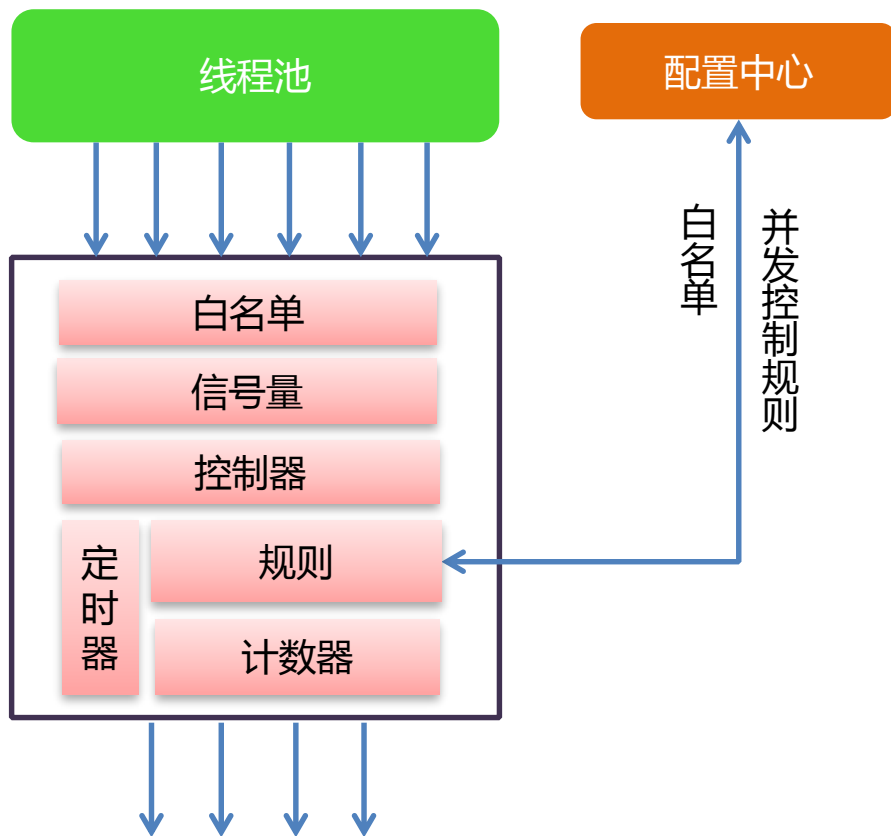 线程池
配置中心
白名单
并发控制规则
白名单
信号量
控制器
定时器
规则
计数器